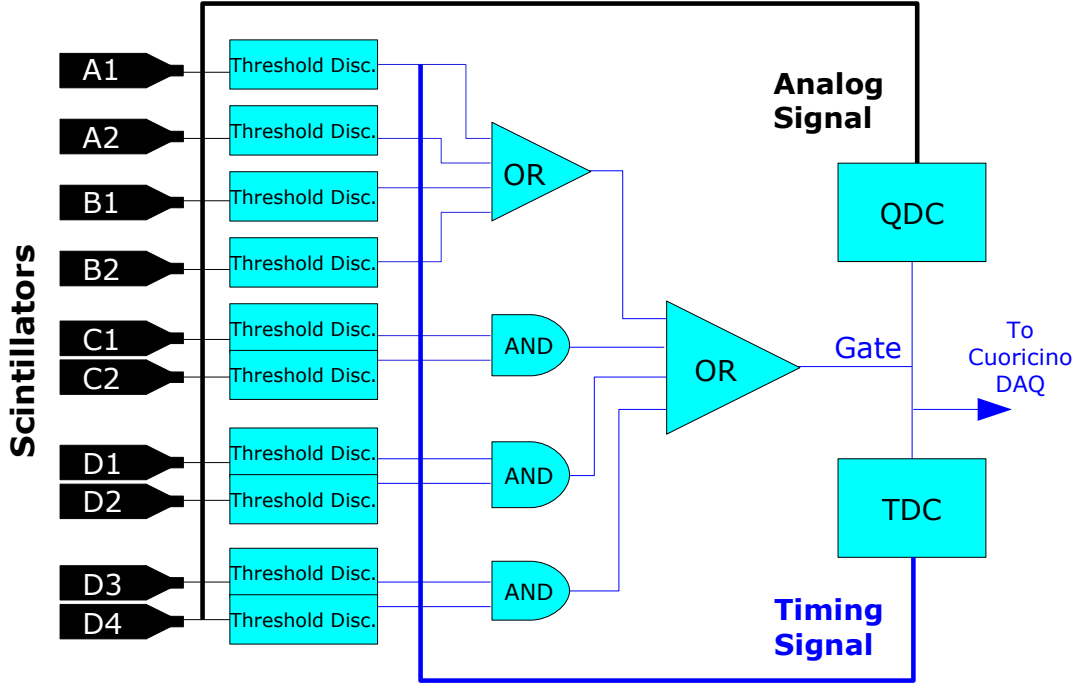 Scintillators
A1
A2
B1
B2
C1
C2
D1
D2
D3
D4
Threshold Disc.
Threshold Disc.
Threshold Disc.
Threshold Disc.
Threshold Disc.
Threshold Disc.
Threshold Disc.
Threshold Disc.
Threshold Disc.
Threshold Disc.
OR
AND
AND
AND
OR
Analog
Signal
QDC
Gate
To
Cuoricino
DAQ
TDC
Timing
Signal